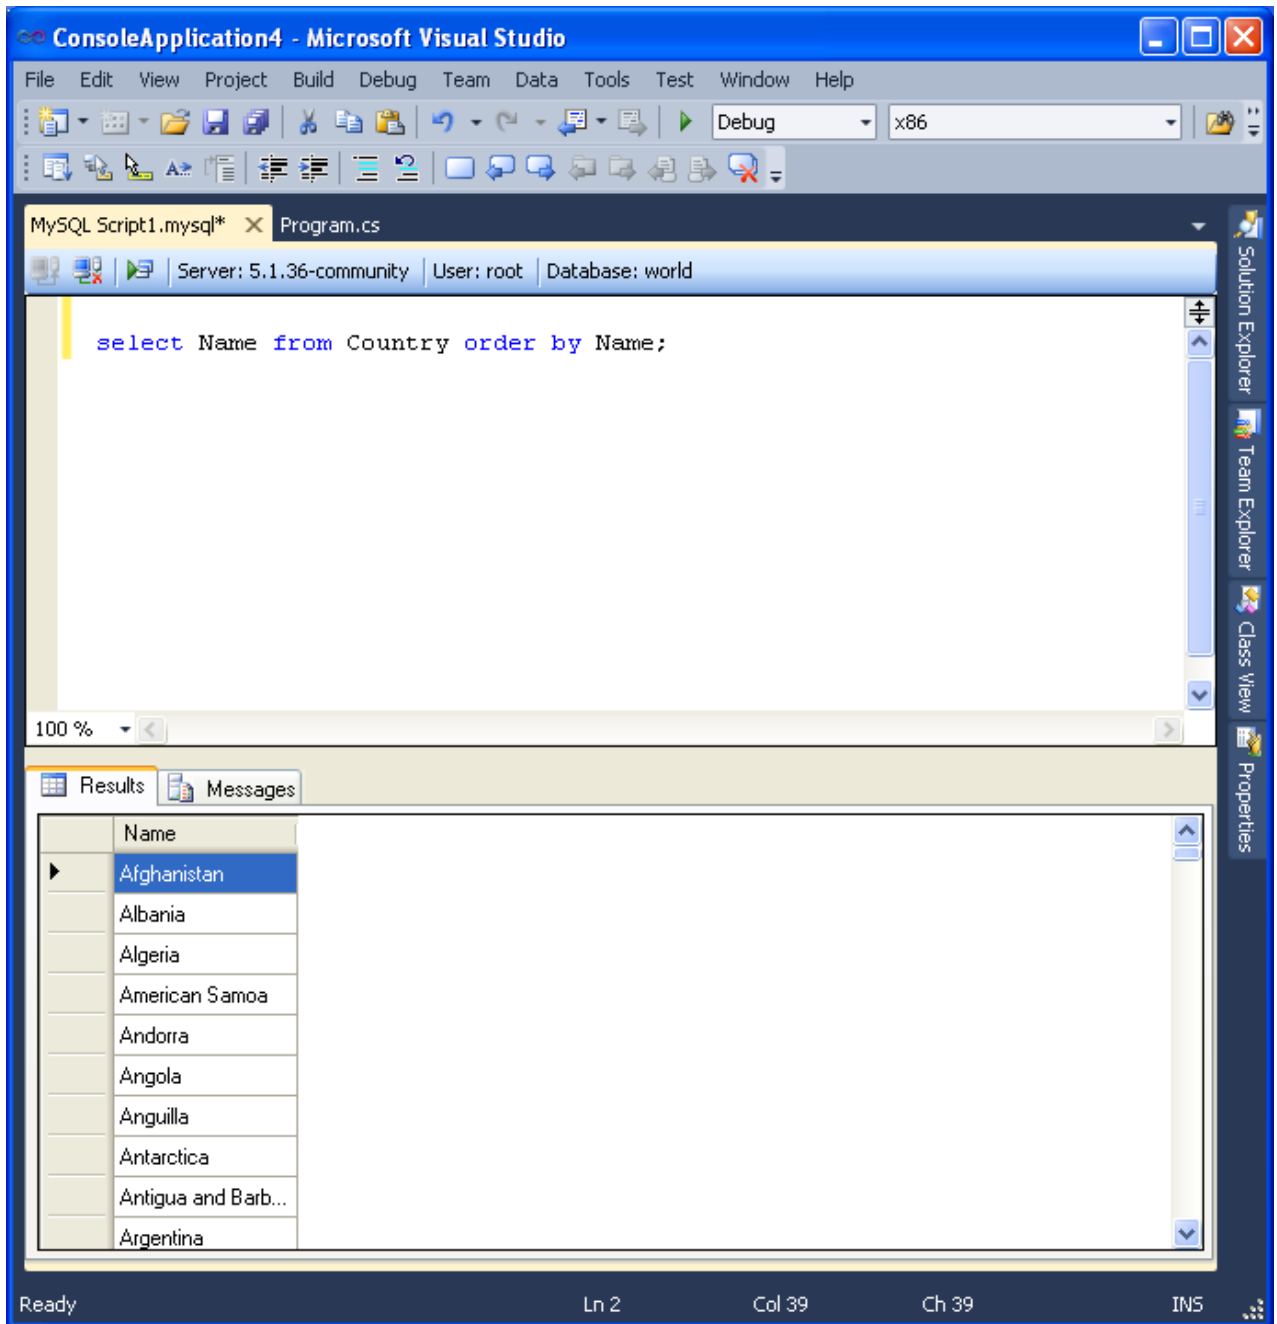 ConsoleApplication4 - Microsoft Visual Studio
File Edit View Project Build Debug Team Data Tools Test Window Help
Debug x86
MySQL Script1.mysql* Program.cs
Server: 5.1.36-community User: root Database: world
select Name from Country order by Name;
100 %
Results Messages
Name
Afghanistan
Albania
Algeria
American Samoa
Andorra
Angola
Anguilla
Antarctica
Antigua and Barb...
Argentina
Solution Explorer
Team Explorer
Class View
Properties
Ready Ln 2 Col 39 Ch 39 INS